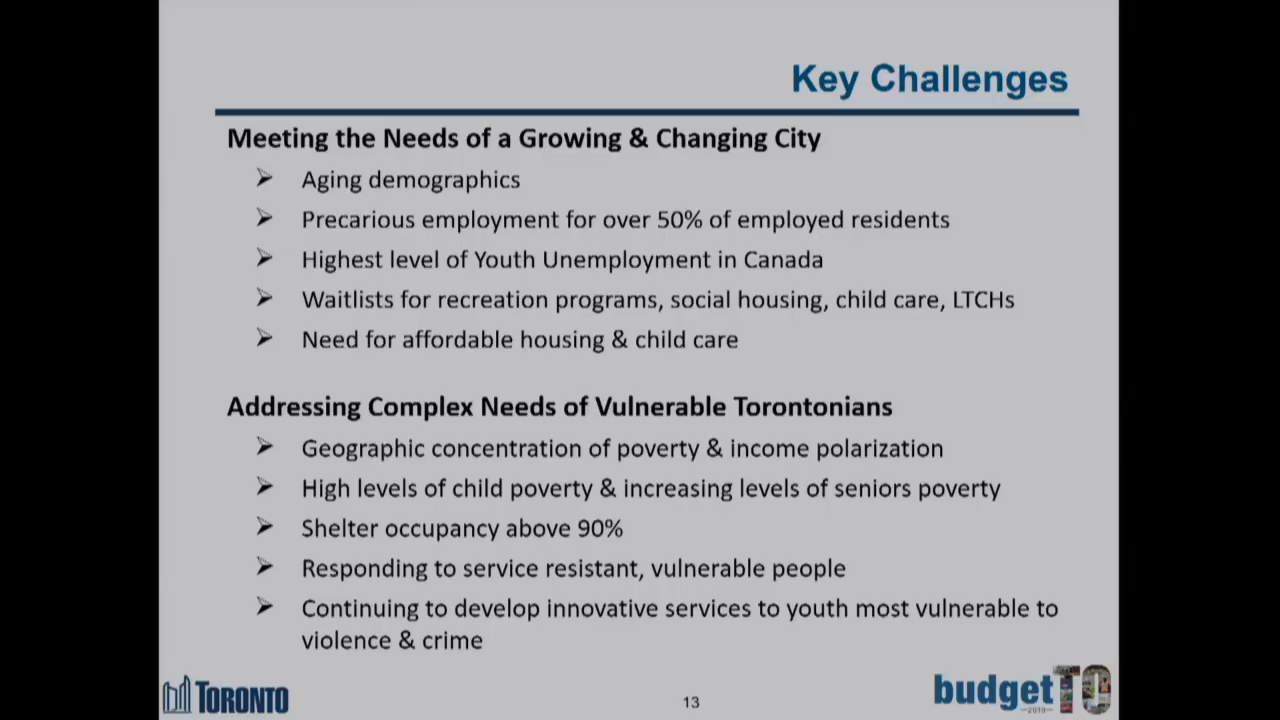 Key Challenges
Meeting the Needs of a Growing & Changing City
Aging demographics
Precarious employment for over 50% of employed residents
Highest level of Youth Unemployment in Canada
Waitlists for recreation programs, social housing, child care, LTCHs
Need for affordable housing & child care
Addressing Complex Needs of Vulnerable Torontonians
Geographic concentration of poverty & income polarization
High levels of child poverty & increasing levels of seniors poverty
Shelter occupancy above 90%
Responding to service resistant, vulnerable people
Continuing to develop innovative services to youth most vulnerable to
violence & crime
TORONTO
13
budgetTO
2019